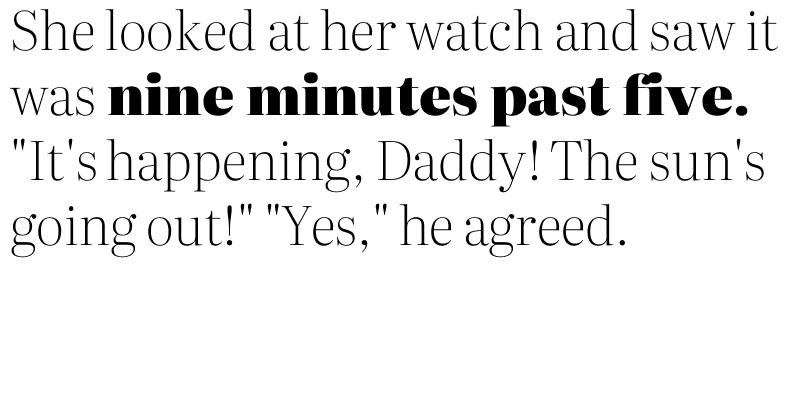 She looked at her watch and saw it
was nine minutes past five.
"It's happening, Daddy! The sun's
going out!" "Yes," he agreed.